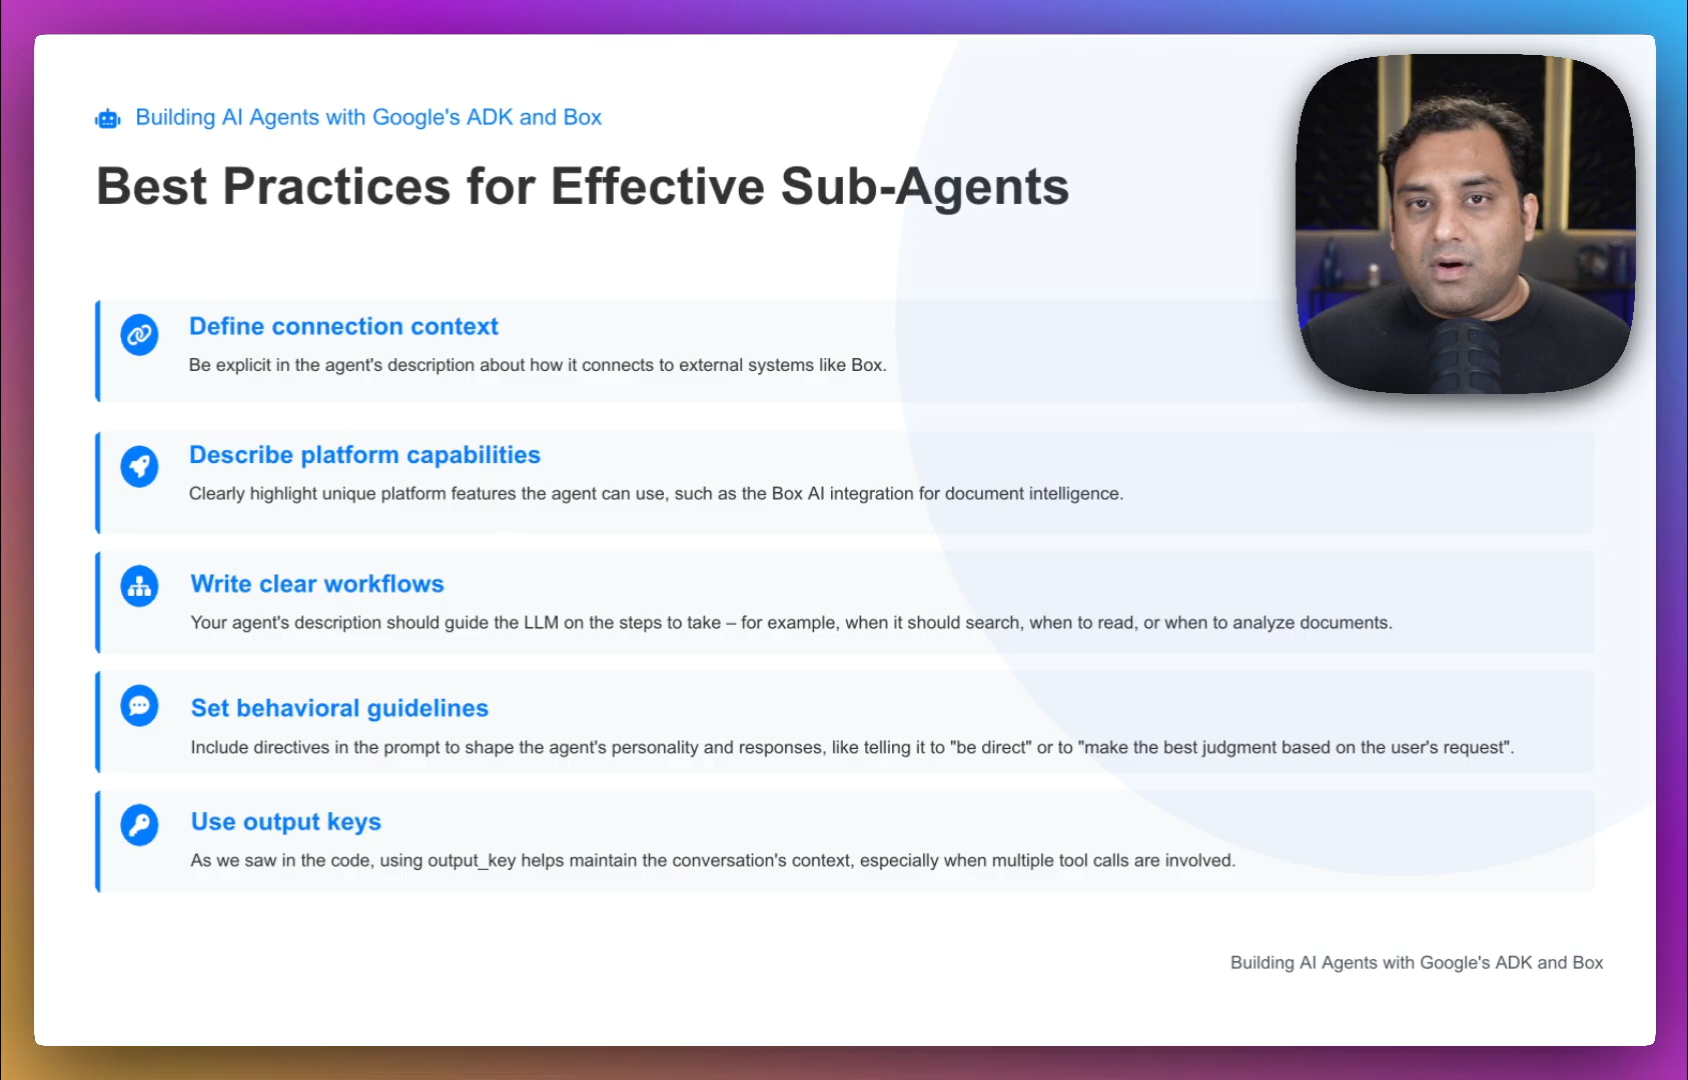 Building AI Agents with Google's ADK and Box
Best Practices for Effective Sub-Agents
Define connection context
Be explicit in the agent's description about how it connects to external systems like Box.
Describe platform capabilities
Clearly highlight unique platform features the agent can use, such as the Box AI integration for document intelligence.
Write clear workflows
Your agent's description should guide the LLM on the steps to take – for example, when it should search, when to read, or when to analyze documents.
Set behavioral guidelines
Include directives in the prompt to shape the agent's personality and responses, like telling it to "be direct" or to "make the best judgment based on the user's request".
Use output keys
As we saw in the code, using output_key helps maintain the conversation's context, especially when multiple tool calls are involved.
Building AI Agents with Google's ADK and Box